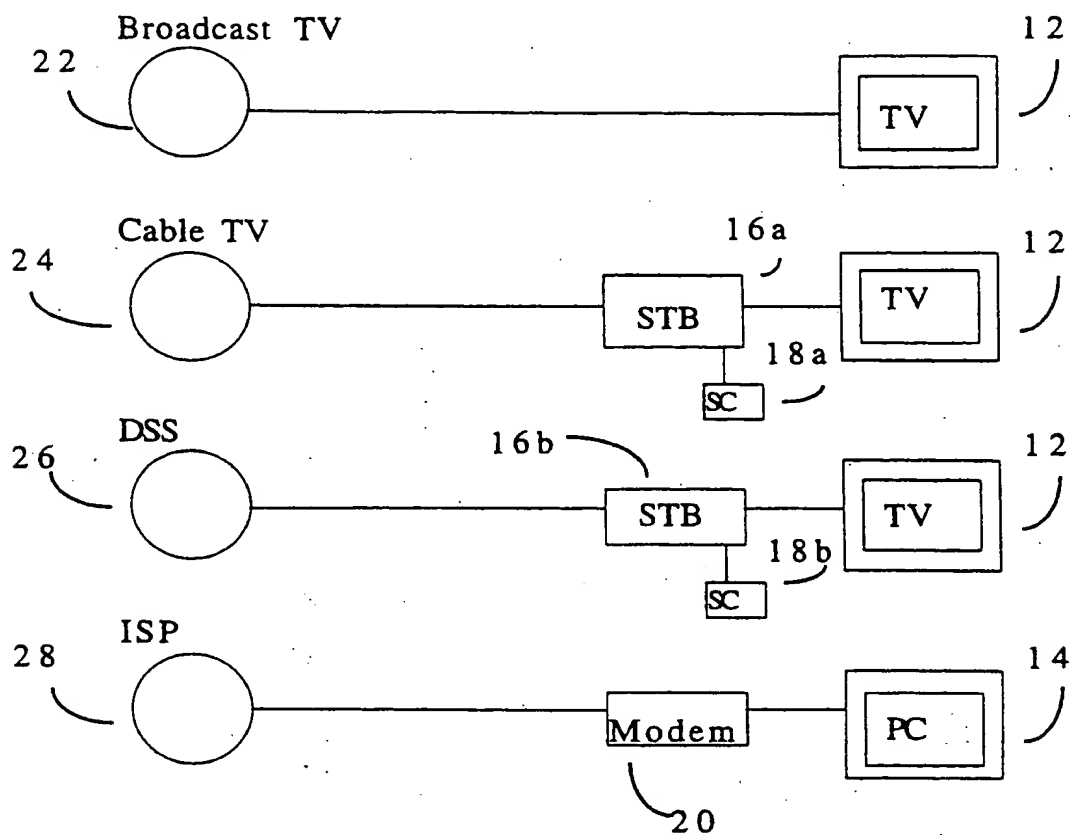 Broadcast TV
22
12
TV
Cable TV
24
16a
12
STB
TV
18a
SC
DSS
26
16b
12
STB
TV
18b
SC
ISP
28
14
Modem
PC
20